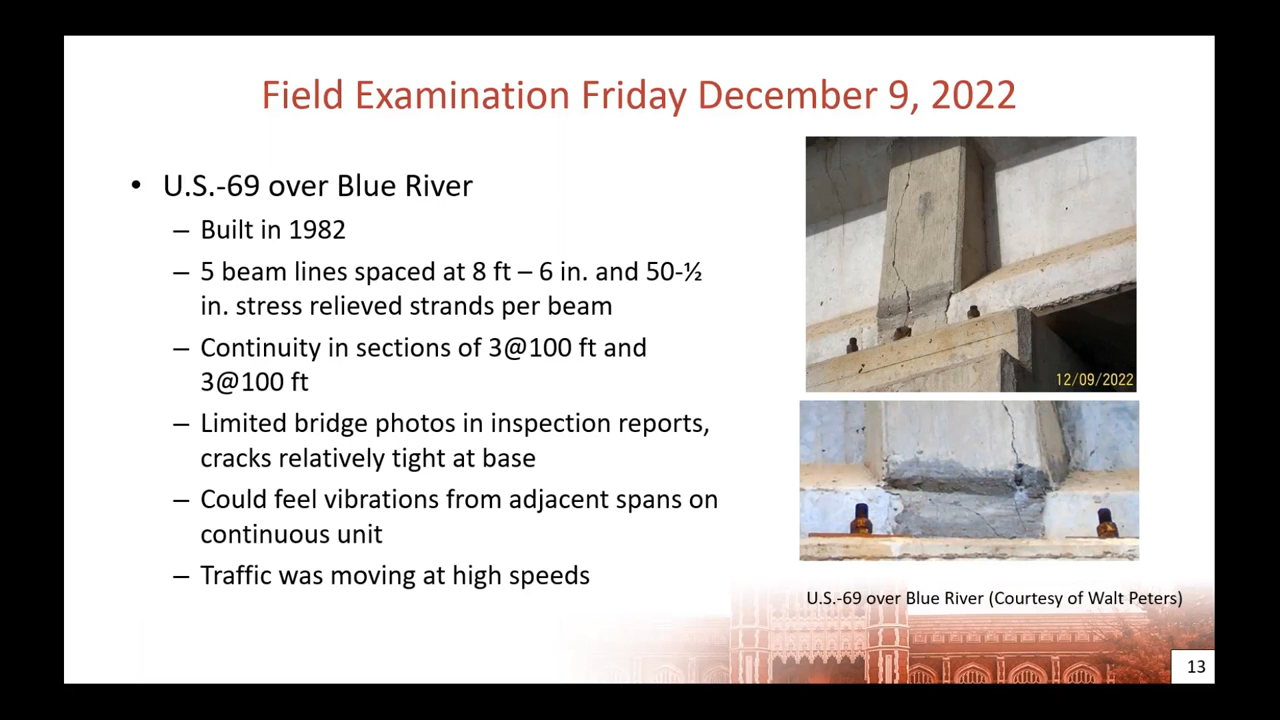 Field Examination Friday December 9, 2022
• U.S.-69 over Blue River
– Built in 1982
– 5 beam lines spaced at 8 ft – 6 in. and 50-½
in. stress relieved strands per beam
– Continuity in sections of 3@100 ft and
3@100 ft
– Limited bridge photos in inspection reports,
cracks relatively tight at base
– Could feel vibrations from adjacent spans on
continuous unit
– Traffic was moving at high speeds
12/09/2022
U.S.-69 over Blue River (Courtesy of Walt Peters)
13